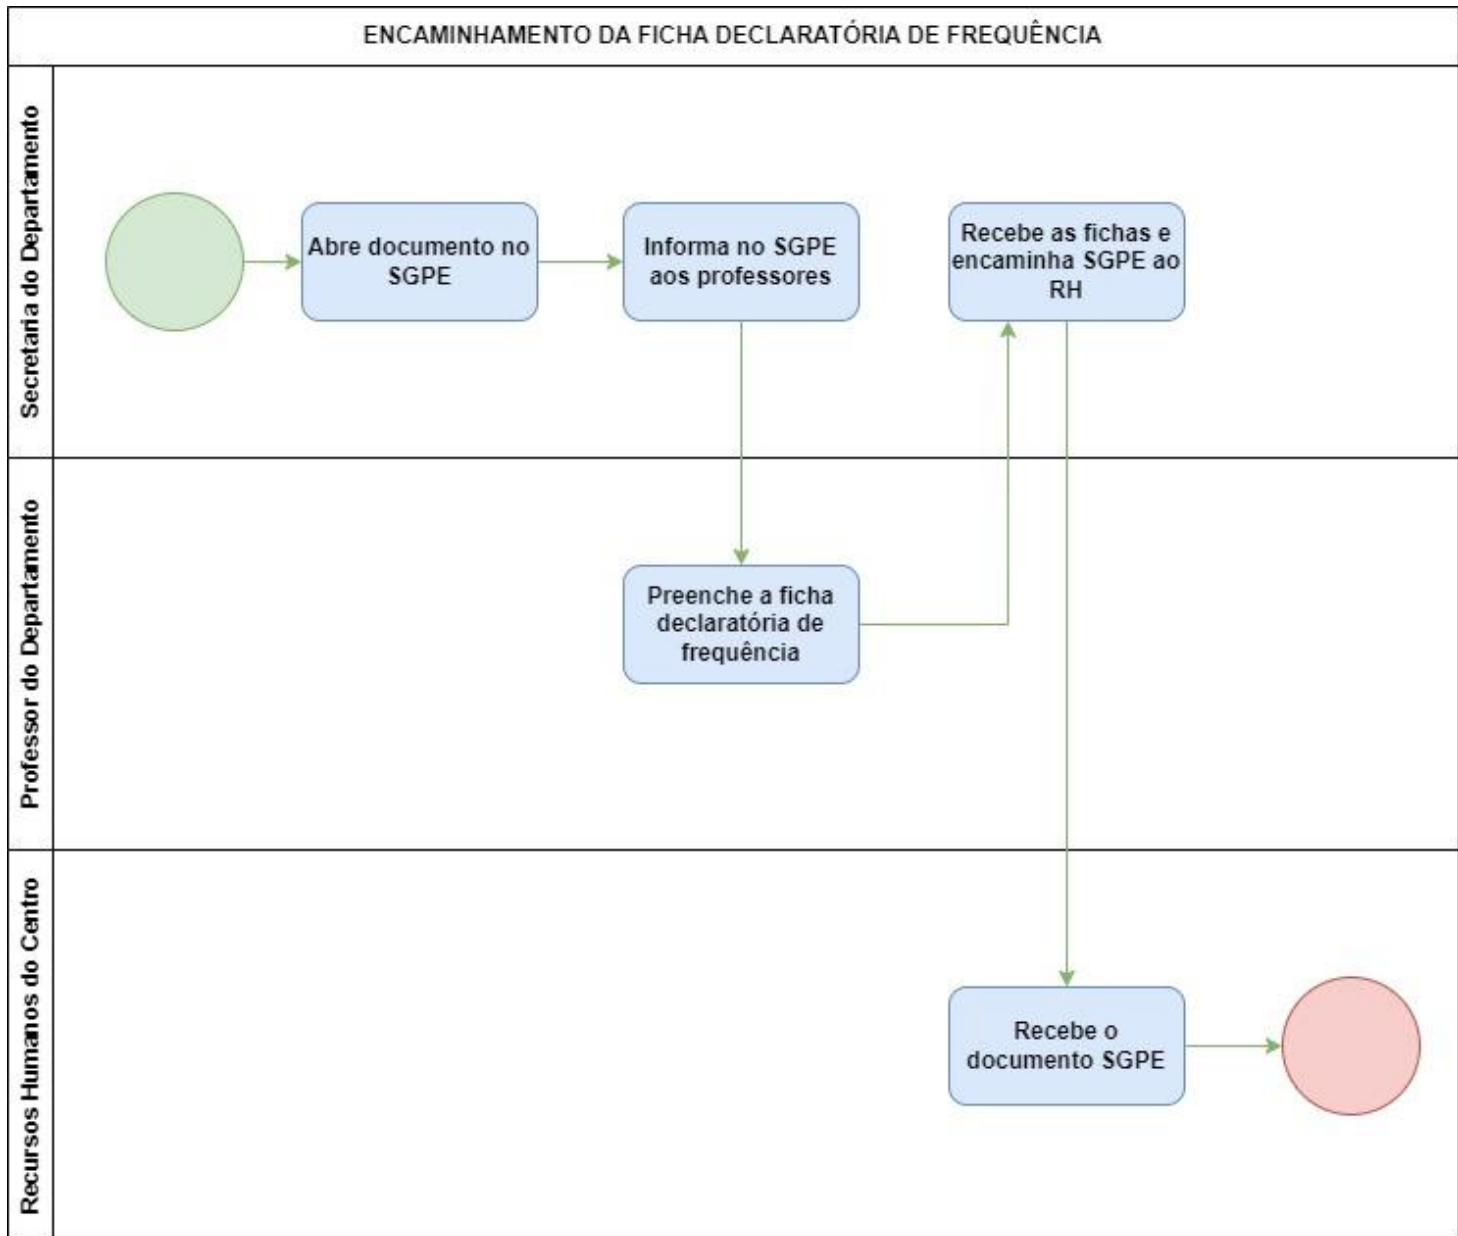 ENCAMINHAMENTO DA FICHA DECLARATÓRIA DE FREQUÊNCIA
Secretaria do Departamento
Abre documento no
SGPE
Informa no SGPE
aos professores
Recebe as fichas e
encaminha SGPE ao
RH
Professor do Departamento
Preenche a ficha
declaratória de
frequência
Recursos Humanos do Centro
Recebe o
documento SGPE